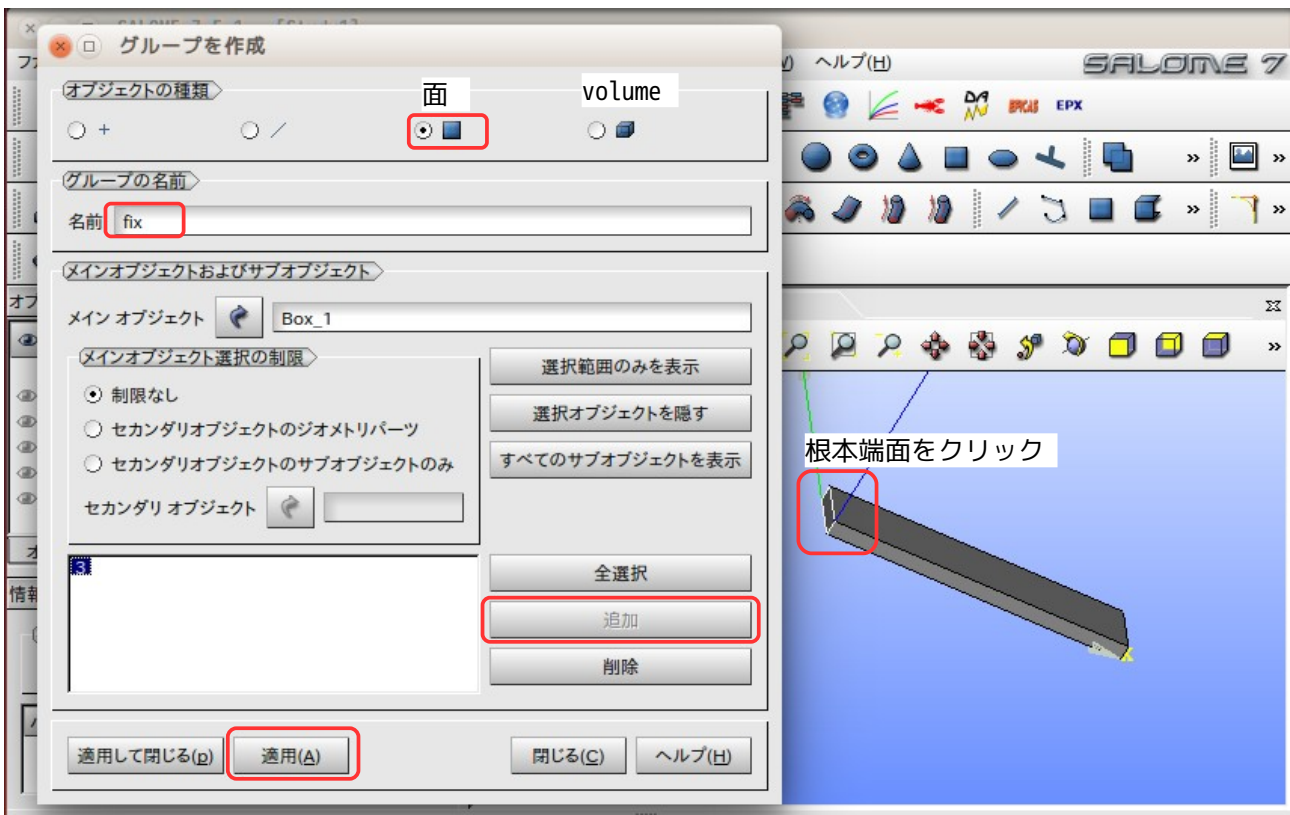 グループを作成
オブジェクトの種類
面
volume
グループの名前
名前
fix
メインオブジェクトおよびサブオブジェクト
メイン オブジェクト
Box_1
メインオブジェクト選択の制限
制限なし
セカンダリオブジェクトのジオメトリパーツ
セカンダリオブジェクトのサブオブジェクトのみ
セカンダリ オブジェクト
選択範囲のみを表示
選択オブジェクトを隠す
すべてのサブオブジェクトを表示
3
全選択
追加
削除
適用して閉じる(p)
適用(A)
閉じる(C)
ヘルプ(H)
ヘルプ(H)
SALOME 7
EPX
根本端面をクリック